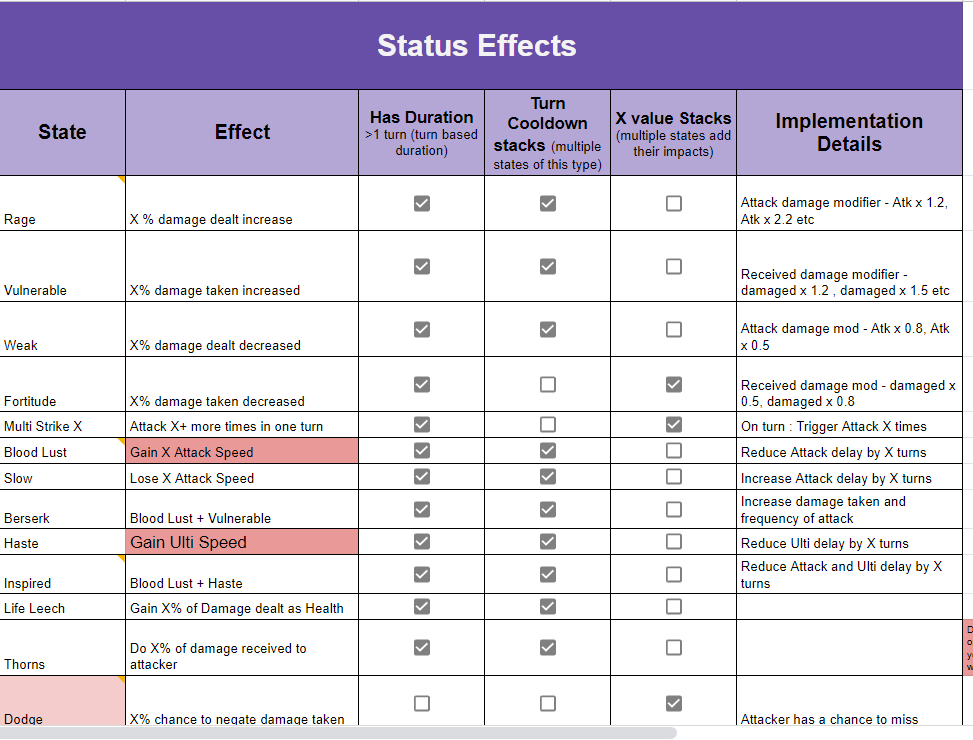 Status Effects
State
Effect
Has Duration
>1 turn (turn based
duration)
Turn
Cooldown
stacks (multiple
states of this type)
X value Stacks
(multiple states add
their impacts)
Implementation
Details
Rage
X % damage dealt increase
Attack damage modifier - Atk x 1.2,
Atk x 2.2 etc
Vulnerable
X% damage taken increased
Received damage modifier -
damaged x 1.2 , damaged x 1.5 etc
Weak
X% damage dealt decreased
Attack damage mod - Atk x 0.8, Atk
x 0.5
Fortitude
X% damage taken decreased
Received damage mod - damaged x
0.5, damaged x 0.8
Multi Strike X
Attack X+ more times in one turn
On turn : Trigger Attack X times
Blood Lust
Gain X Attack Speed
Reduce Attack delay by X turns
Slow
Lose X Attack Speed
Increase Attack delay by X turns
Berserk
Blood Lust + Vulnerable
Increase damage taken and
frequency of attack
Haste
Gain Ulti Speed
Reduce Ulti delay by X turns
Inspired
Blood Lust + Haste
Reduce Attack and Ulti delay by X
turns
Life Leech
Gain X% of Damage dealt as Health
Thorns
Do X% of damage received to
attacker
Dodge
X% chance to negate damage taken
Attacker has a chance to miss